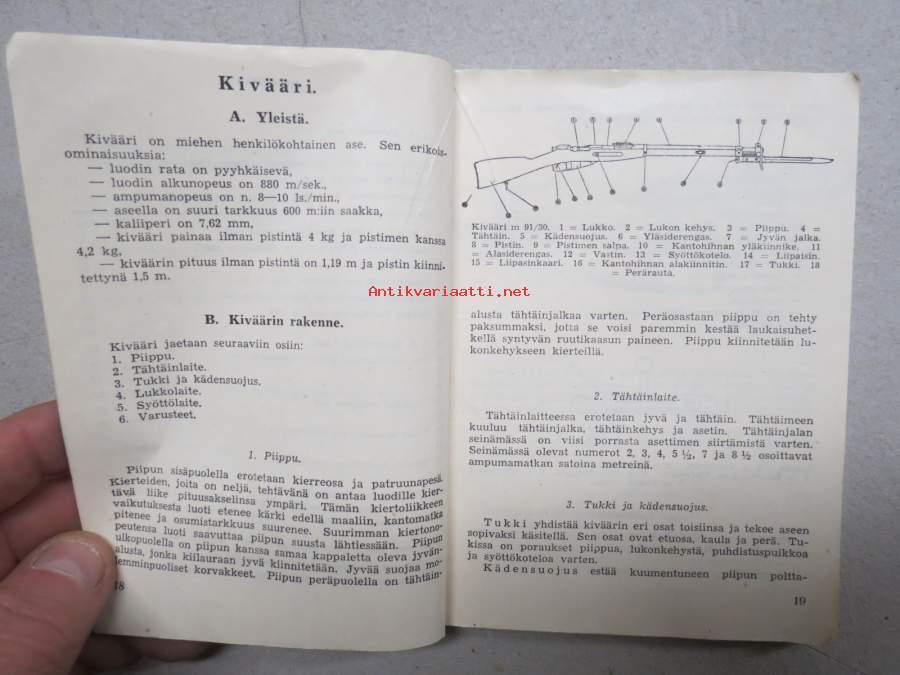 Kivääri.
A. Yleistä.
Kivääri on miehen henkilökohtainen ase. Sen erikois-
ominaisuuksia:
— luodin rata on pyyhkäisevä,
— luodin alkunopeus on 880 m/sek.,
— ampumanopeus on n. 8—10 ls./min.,
— aseella on suuri tarkkuus 600 m:iin saakka,
— kaliiperi on 7,62 mm,
— kivääri painaa ilman pistintä 4 kg ja pistimen kanssa
4,2 kg,
— kiväärin pituus ilman pistintä on 1,19 m ja pistin kiinni-
tettynä 1,5 m.
B. Kiväärin rakenne.
Kivääri jaetaan seuraaviin osiin:
1. Piippu.
2. Tähtäinlaite.
3. Tukki ja kädensuojus.
4. Lukkolaite.
5. Syöttölaite.
6. Varusteet.
1. Piippu.
Piipun sisäpuolella erotetaan kierreosa ja patruunapesä.
Kierteiden, joita on neljä, tehtävänä on antaa luodille kier-
tävä liike pituusakselinsa ympäri. Tämän kiertoliikkeen
vaikutuksesta luoti etenee kärki edellä maaliin, kantomatka
pitenee ja osumistarkkuus suurenee. Suurimman kiertono-
peutensa luoti saavuttaa piipun suusta lähtiessään. Piipun
ulkopuolella on piipun kanssa samaa kappaletta oleva jyvän-
alusta, jonka kiilauraan jyvä kiinnitetään. Jyvää suojaa mo-
lemminpuoliset korvakkeet. Piipun peräpuolella on tähtäin-
18
Kivääri m 91/30. 1 = Lukko. 2 = Lukon kehys. 3 = Piippu. 4 =
Tähtäin. 5 = Kädensuojus. 6 = Yläsiderengas. 7 = Jyvän jalka.
8 = Pistin. 9 = Pistimen salpa. 10 = Kantohihnan yläkiinnike. 11
= Alasiderengas. 12 = Vastin. 13 = Syöttökotelo. 14 = Liipaisin.
15 = Liipasinkaari. 16 = Kantohihnan alakiinnitin. 17 = Tukki. 18
= Perärauta.
Antikvariaatti.net
alusta tähtäinjalkaa varten. Peräosastaan piippu on tehty
paksummaksi, jotta se voisi paremmin kestää laukaisuhet-
kellä syntyvän ruutikaasun paineen. Piippu kiinnitetään lu-
konkehykseen kierteillä.
2. Tähtäinlaite.
Tähtäinlaitteessa erotetaan jyvä ja tähtäin. Tähtäimeen
kuuluu tähtäinjalka, tähtäinkehys ja asetin. Tähtäinjalan
seinämässä on viisi porrasta asettimen siirtämistä varten.
Seinämässä olevat numerot 2, 3, 4, 5 ½, 7 ja 8 ½ osoittavat
ampumamatkan satoina metreinä.
3. Tukki ja kädensuojus.
Tukki yhdistää kiväärin eri osat toisiinsa ja tekee aseen
sopivaksi käsitellä. Sen osat ovat etuosa, kaula ja perä. Tu-
kissa on pornukset piippua, lukonkehystä, puhdistuspuikkoa
ja syöttökoteloa varten.
Kädensuojus estää kuumentuneen piipun poltta-
19